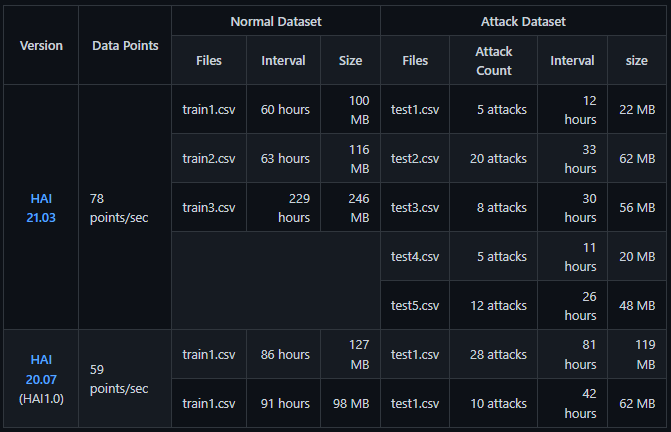 Version Data Points Normal Dataset Attack Dataset
Files Interval Size Files Attack Count Interval size
HAI 21.03 78 points/sec train1.csv 60 hours 100 MB test1.csv 5 attacks 12 hours 22 MB
train2.csv 63 hours 116 MB test2.csv 20 attacks 33 hours 62 MB
train3.csv 229 hours 246 MB test3.csv 8 attacks 30 hours 56 MB
test4.csv 5 attacks 11 hours 20 MB
test5.csv 12 attacks 26 hours 48 MB
HAI 20.07 (HAI1.0) 59 points/sec train1.csv 86 hours 127 MB test1.csv 28 attacks 81 hours 119 MB
train1.csv 91 hours 98 MB test1.csv 10 attacks 42 hours 62 MB